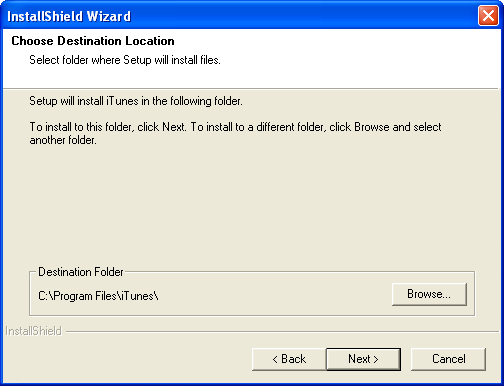 InstallShield Wizard
Choose Destination Location
Select folder where Setup will install files.
Setup will install iTunes in the following folder.
To install to this folder, click Next. To install to a different folder, click Browse and select
another folder.
Destination Folder
C:\Program Files\iTunes\
Browse...
InstallShield
< Back
Next >
Cancel